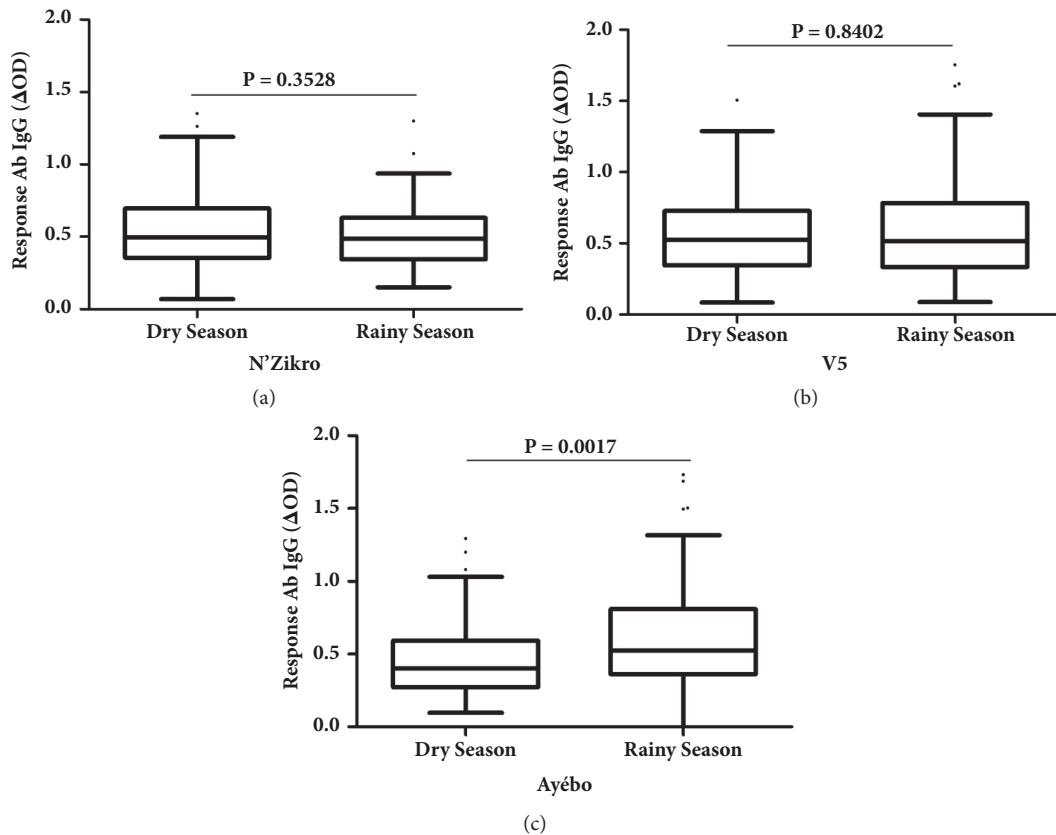 2.0
P = 0.3528
1.5
1.0
0.5
0.0
Response Ab IgG (ΔOD)
Dry Season Rainy Season
N’Zikro
(a)
2.0
P = 0.8402
1.5
1.0
0.5
0.0
Response Ab IgG (ΔOD)
Dry Season Rainy Season
V5
(b)
2.0
P = 0.0017
1.5
1.0
0.5
0.0
Response Ab IgG (ΔOD)
Dry Season Rainy Season
Ayébo
(c)